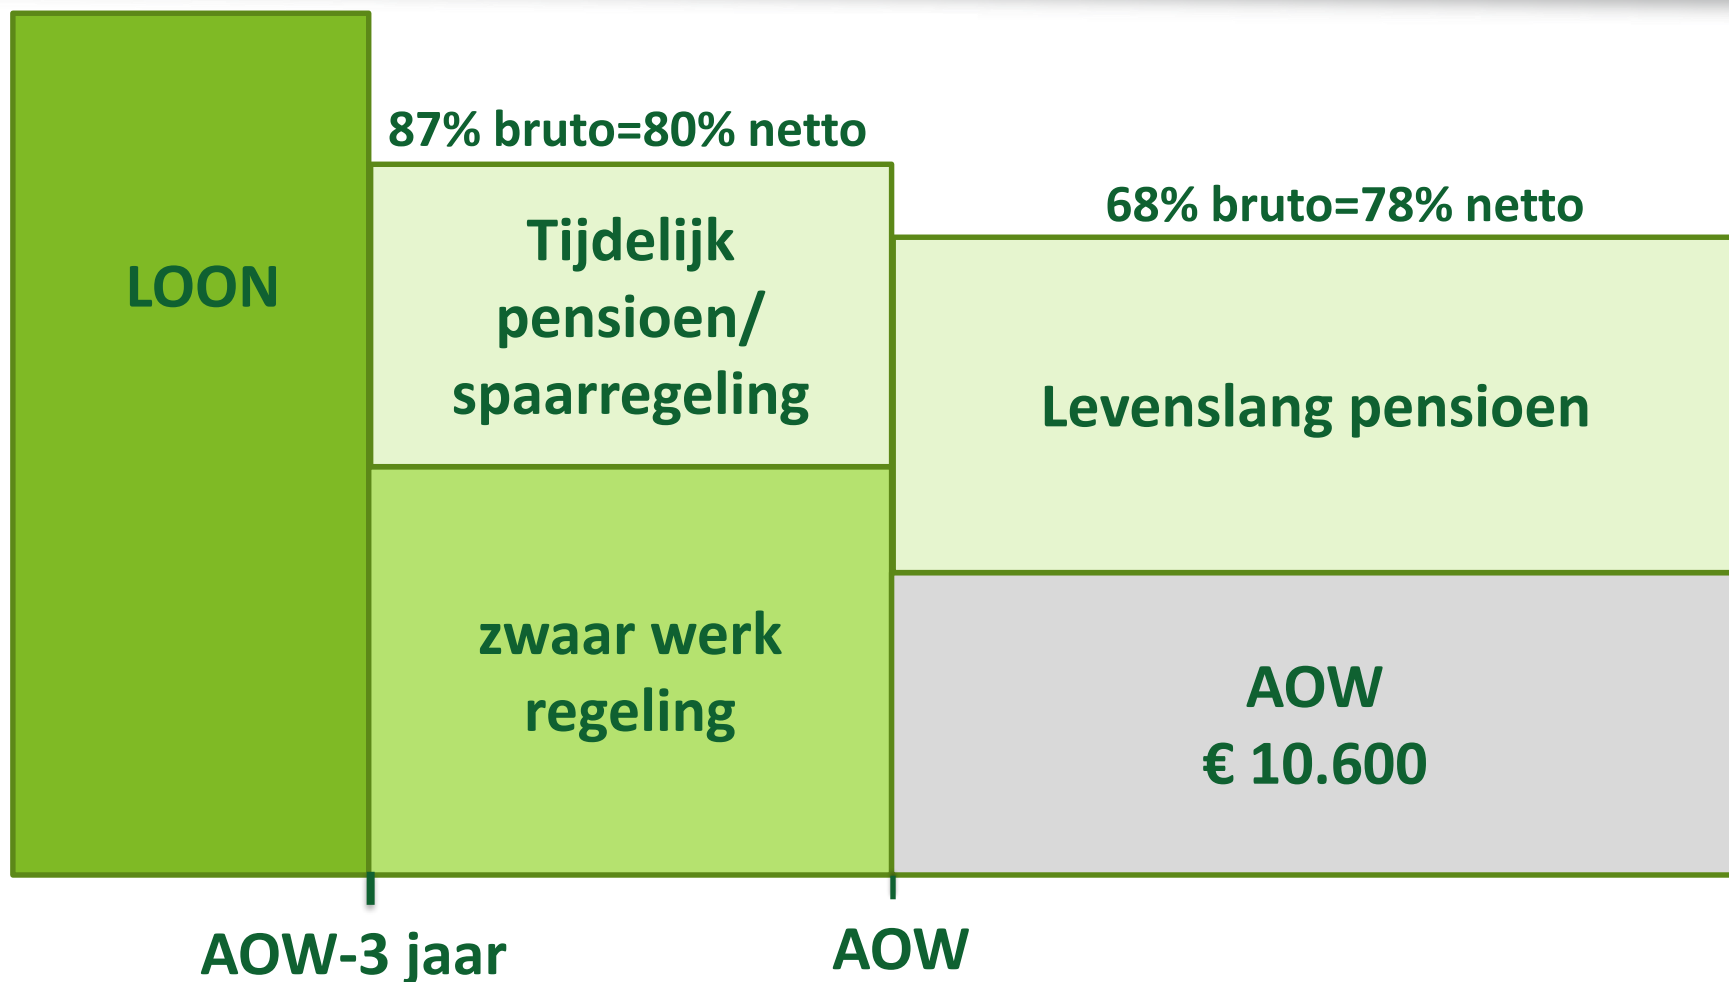 87% bruto=80% netto
68% bruto=78% netto
LOON
Tijdelijk
pensioen/
spaarregeling
Levenslang pensioen
zwaar werk
regeling
AOW
€ 10.600
AOW-3 jaar
AOW